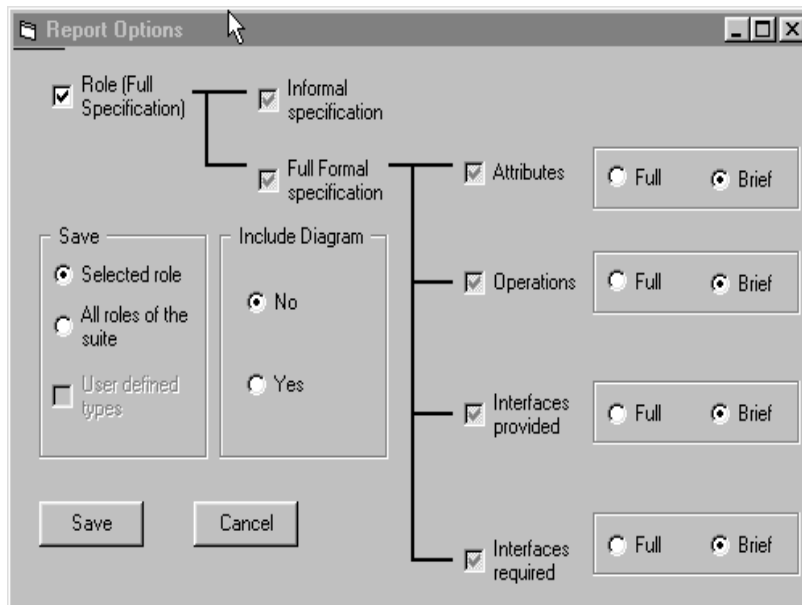 Report Options
Role (Full
Specification)
Informal
specification
Full Formal
specification
Attributes
Full
Brief
Save
Selected role
All roles of the
suite
User defined
types
Include Diagram
No
Yes
Operations
Full
Brief
Interfaces
provided
Full
Brief
Save
Cancel
Interfaces
required
Full
Brief